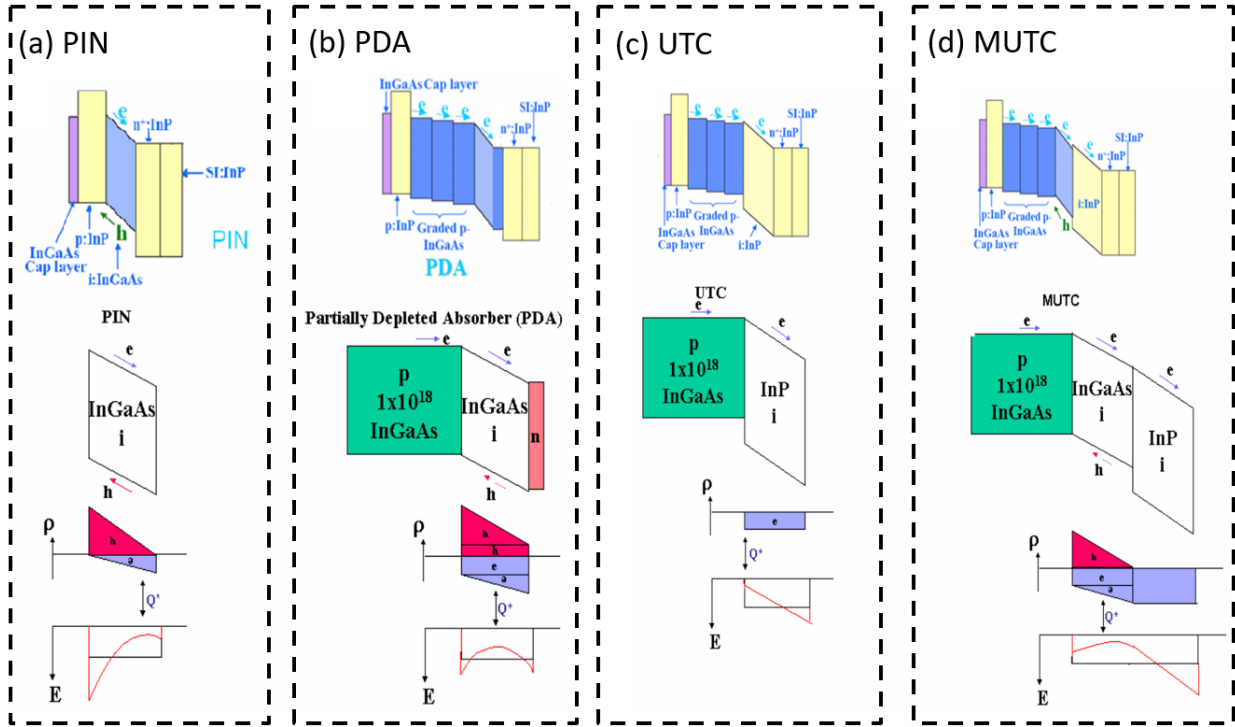 (a) PIN
e
n⁺:InP
SI:InP
h
PIN
p:InP
InGaAs
Cap layer
i:InGaAs
PIN
e
InGaAs
i
h
ρ
h
e
Q*
E
(b) PDA
InGaAs Cap layer
e e e
e
SI:InP
n⁺:InP
p:InP
Graded p-
InGaAs
PDA
Partially Depleted Absorber (PDA)
e
e
p
1x10¹⁸
InGaAs
InGaAs
i
n
h
ρ
h
h
e
e
Q*
E
(c) UTC
e e e
e
SI:InP
n⁺:InP
p:InP
Graded p-
InGaAs
InGaAs
Cap layer
i:InP
UTC
e
e
p
1x10¹⁸
InGaAs
InP
i
ρ
e
Q*
E
(d) MUTC
e e e
e
e
SI:InP
n⁺:InP
i:InP
p:InP
Graded p-
InGaAs
InGaAs
Cap layer
h
MUTC
e
e
e
p
1x10¹⁸
InGaAs
InGaAs
i
InP
i
h
ρ
h
e
e
Q*
E